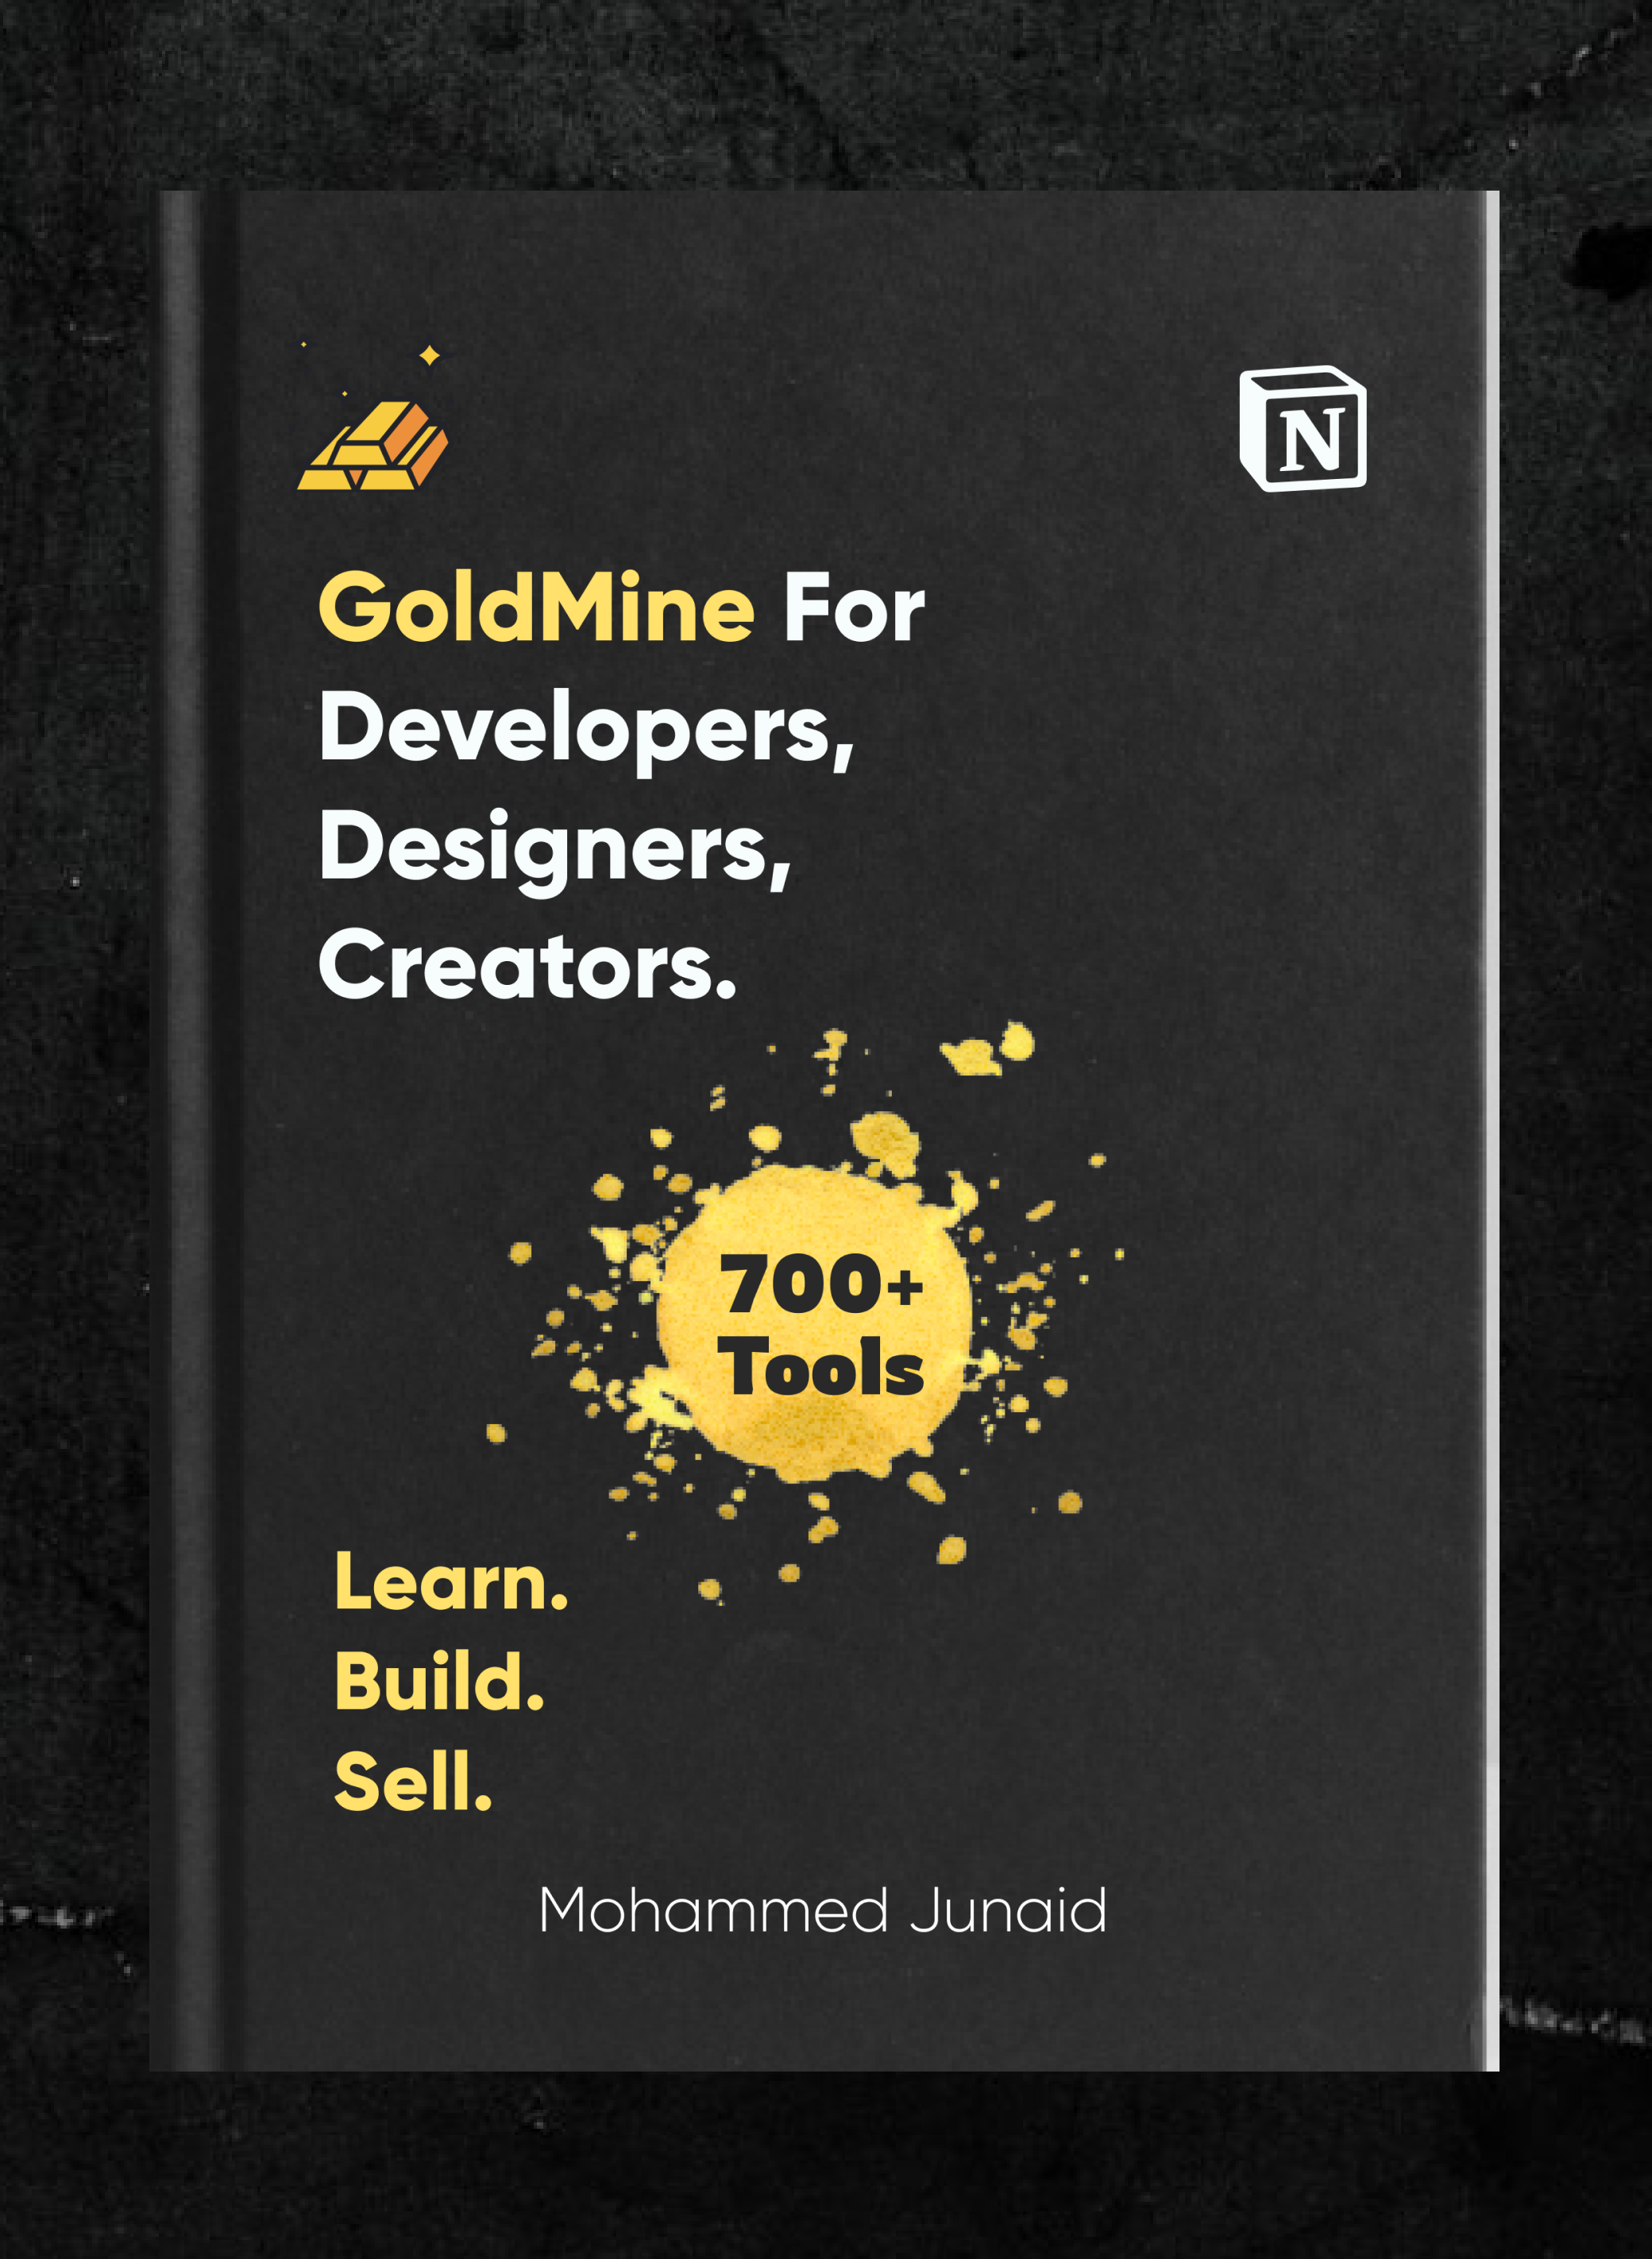 N
GoldMine For
Developers,
Designers,
Creators.
700+
Tools
Learn.
Build.
Sell.
Mohammed Junaid